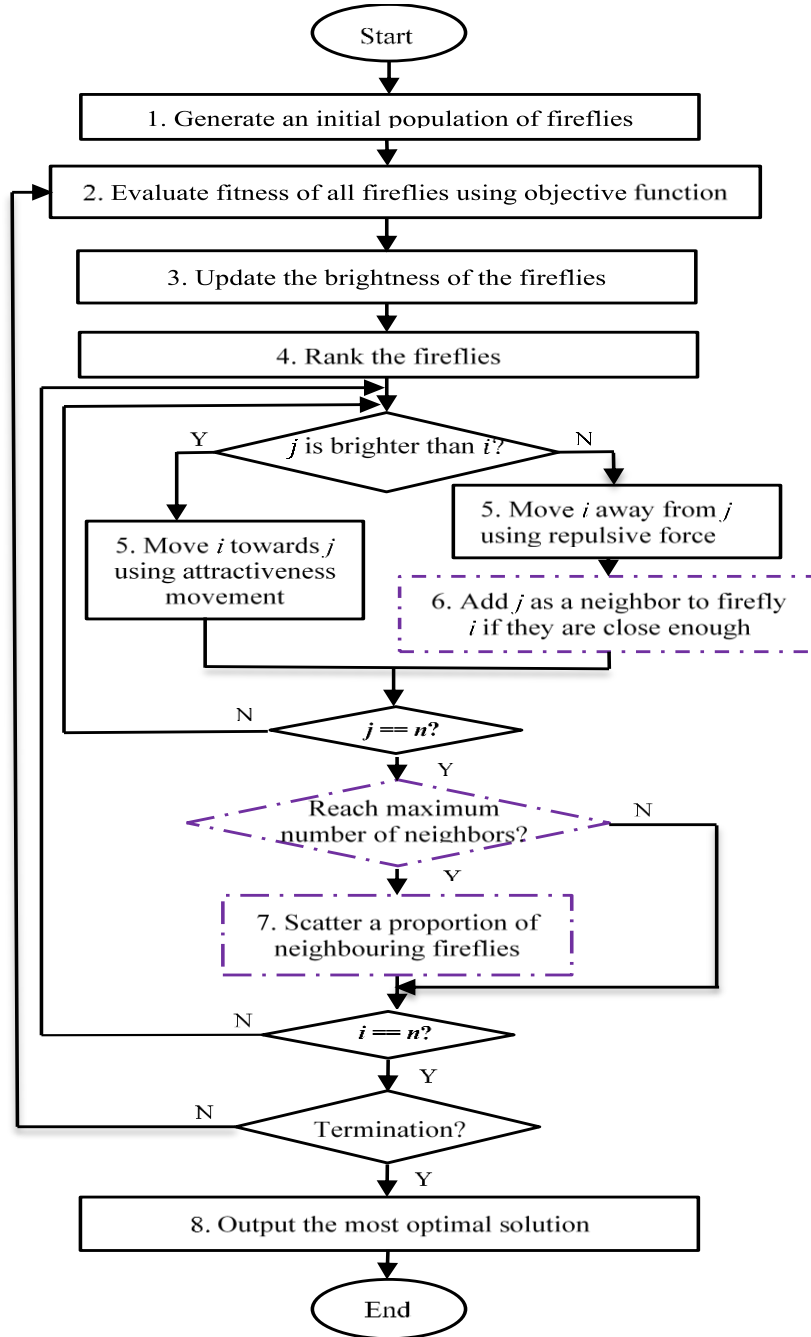 Start
1. Generate an initial population of fireflies
2. Evaluate fitness of all fireflies using objective function
3. Update the brightness of the fireflies
4. Rank the fireflies
Y
j is brighter than i?
N
5. Move i towards j
using attractiveness
movement
5. Move i away from j
using repulsive force
6. Add j as a neighbor to firefly
i if they are close enough
N
j == n?
Y
Reach maximum
number of neighbors?
N
Y
7. Scatter a proportion of
neighbouring fireflies
N
i == n?
Y
N
Termination?
Y
8. Output the most optimal solution
End